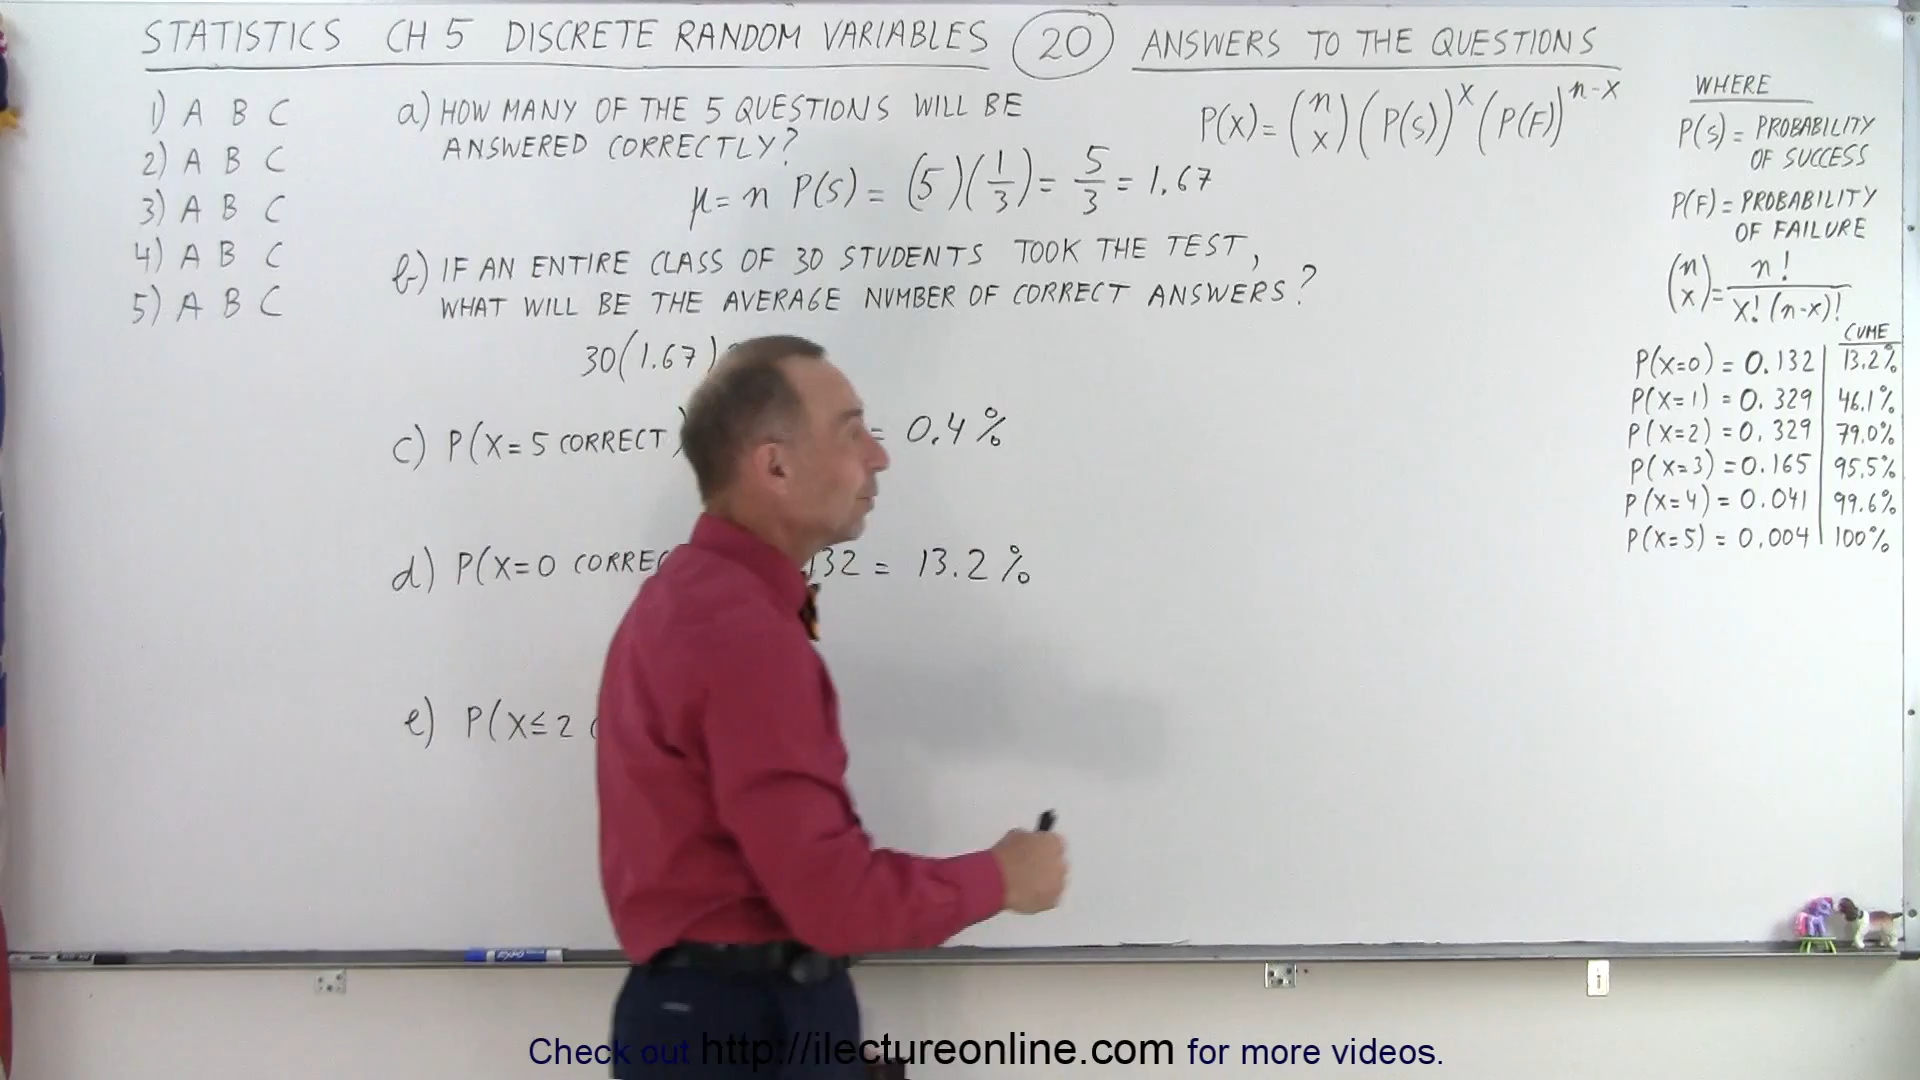 STATISTICS CH 5 DISCRETE RANDOM VARIABLES 20 ANSWERS TO THE QUESTIONS
1) A B C
2) A B C
3) A B C
4) A B C
5) A B C
a) HOW MANY OF THE 5 QUESTIONS WILL BE
ANSWERED CORRECTLY?
μ = n P(S) = (5)(1/3) = 5/3 = 1.67
b) IF AN ENTIRE CLASS OF 30 STUDENTS TOOK THE TEST,
WHAT WILL BE THE AVERAGE NUMBER OF CORRECT ANSWERS?
30(1.67)
c) P(X=5 CORRECT) = 0.4%
d) P(X=0 CORREC 132 = 13.2%
e) P(X≤2
P(X) = (n x) (P(S))^X (P(F))^n-X
WHERE
P(S) = PROBABILITY
OF SUCCESS
P(F) = PROBABILITY
OF FAILURE
(n x) = n! / X!(n-x)!
CUME
P(X=0) = 0.132 | 13.2%
P(X=1) = 0.329 | 46.1%
P(X=2) = 0.329 | 79.0%
P(X=3) = 0.165 | 95.5%
P(X=4) = 0.041 | 99.6%
P(X=5) = 0.004 | 100%
Check out http://ilectureonline.com for more videos.